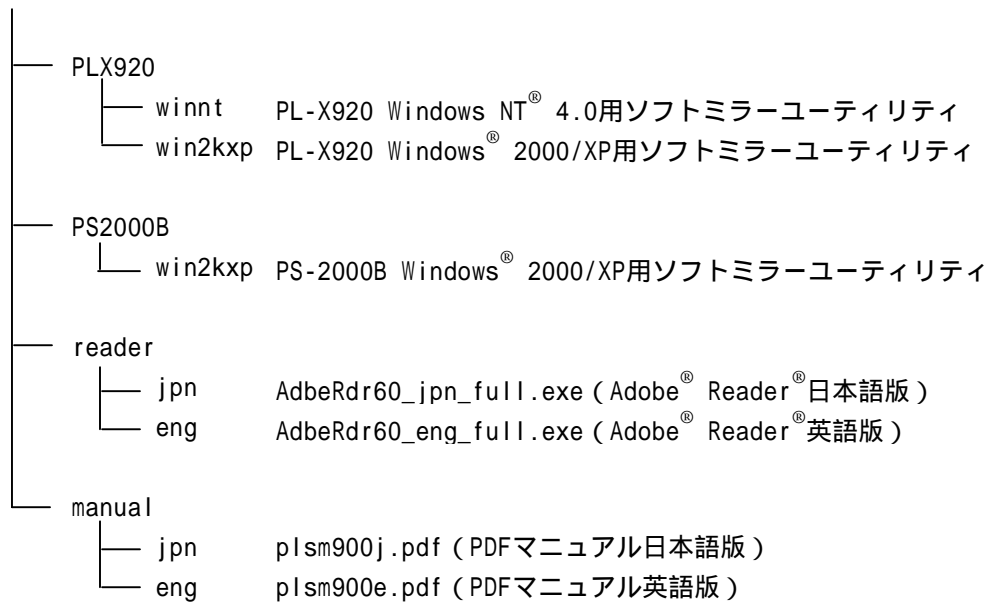 PLX920
winnt PL-X920 Windows NT® 4.0用ソフトミラーユーティリティ
win2kxp PL-X920 Windows® 2000/XP用ソフトミラーユーティリティ
PS2000B
win2kxp PS-2000B Windows® 2000/XP用ソフトミラーユーティリティ
reader
jpn AdbeRdr60_jpn_full.exe(Adobe® Reader®日本語版)
eng AdbeRdr60_eng_full.exe(Adobe® Reader®英語版)
manual
jpn plsm900j.pdf(PDFマニュアル日本語版)
eng plsm900e.pdf(PDFマニュアル英語版)